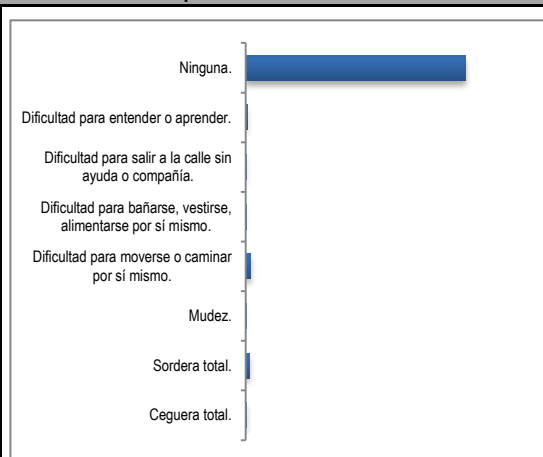 Ninguna.
Dificultad para entender o aprender.
Dificultad para salir a la calle sin
ayuda o compañía.
Dificultad para bañarse, vestirse,
alimentarse por sí mismo.
Dificultad para moverse o caminar
por sí mismo.
Mudez.
Sordera total.
Ceguera total.